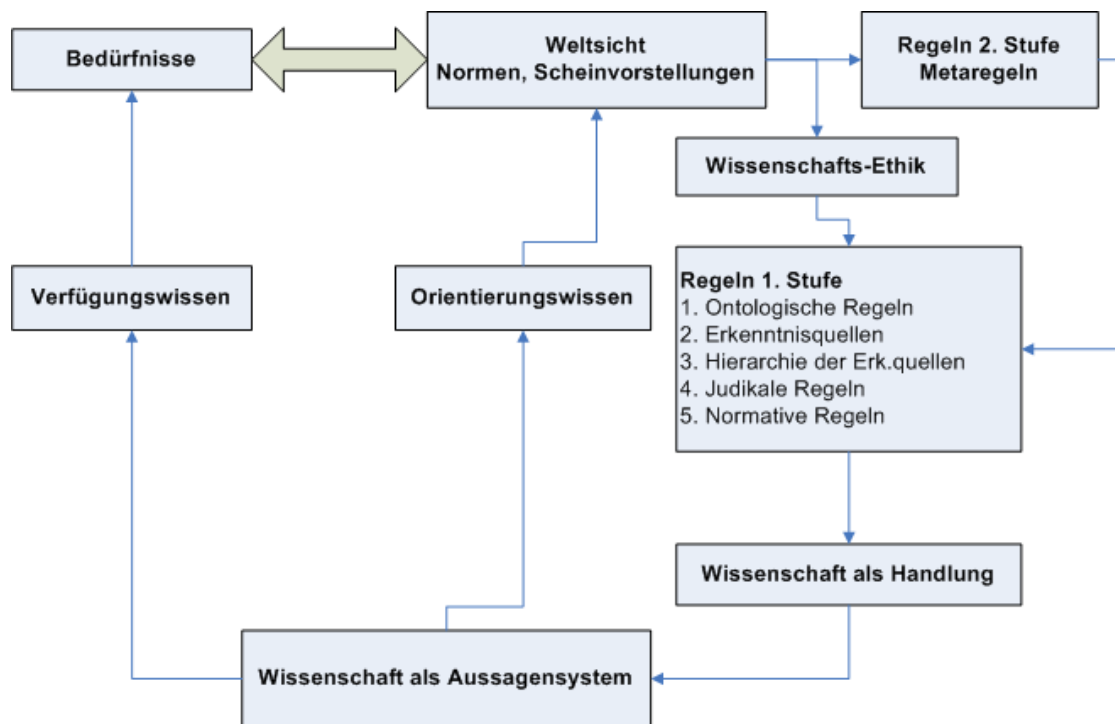 Bedürfnisse
Weltsicht
Normen, Scheinvorstellungen
Regeln 2. Stufe
Metaregeln
Wissenschafts-Ethik
Verfügungswissen
Orientierungswissen
Regeln 1. Stufe
1. Ontologische Regeln
2. Erkenntnisquellen
3. Hierarchie der Erk.quellen
4. Judikale Regeln
5. Normative Regeln
Wissenschaft als Handlung
Wissenschaft als Aussagensystem